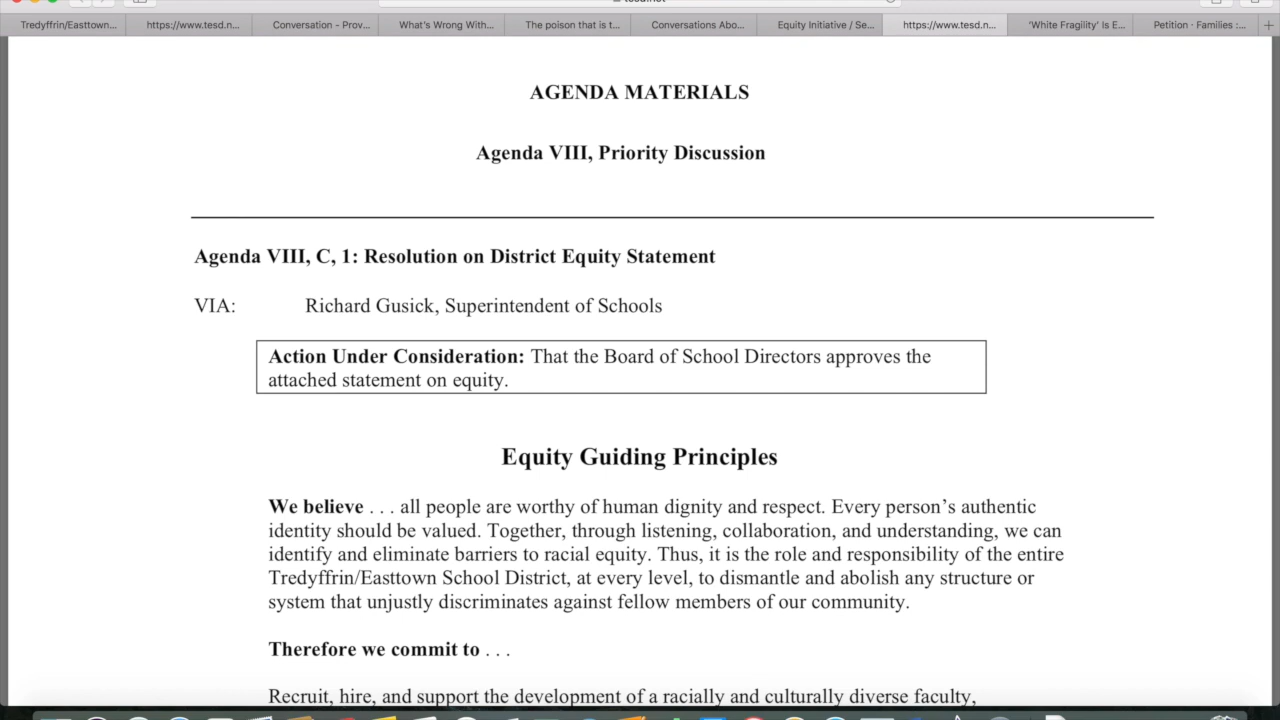 Tredyffrin/Easttown...
https://www.tesd.n...
Conversation - Prov...
What's Wrong With...
The poison that is t...
Conversations Abo...
Equity Initiative / Se...
https://www.tesd.n...
'White Fragility' Is E...
Petition · Families :...
AGENDA MATERIALS
Agenda VIII, Priority Discussion
Agenda VIII, C, 1: Resolution on District Equity Statement
VIA: Richard Gusick, Superintendent of Schools
Action Under Consideration: That the Board of School Directors approves the
attached statement on equity.
Equity Guiding Principles
We believe . . . all people are worthy of human dignity and respect. Every person's authentic
identity should be valued. Together, through listening, collaboration, and understanding, we can
identify and eliminate barriers to racial equity. Thus, it is the role and responsibility of the entire
Tredyffrin/Easttown School District, at every level, to dismantle and abolish any structure or
system that unjustly discriminates against fellow members of our community.
Therefore we commit to . . .
Recruit, hire, and support the development of a racially and culturally diverse faculty,